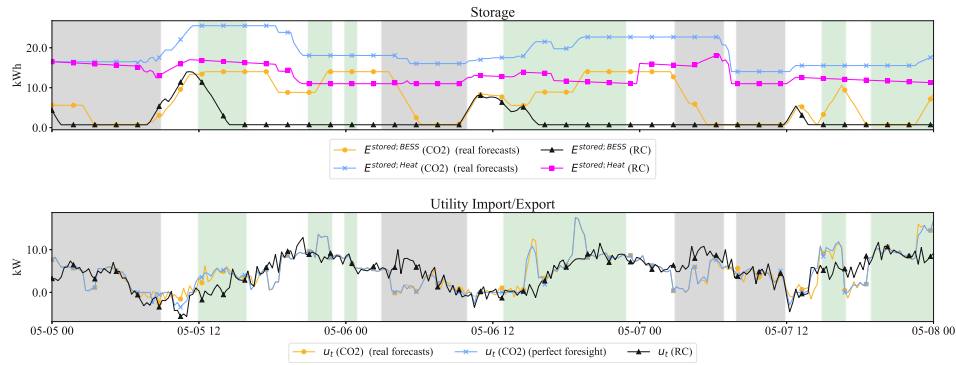 Storage
20.0
10.0
0.0
kWh
E^stored;BESS (CO2) (real forecasts)
E^stored;BESS (RC)
E^stored;Heat (CO2) (real forecasts)
E^stored;Heat (RC)
Utility Import/Export
10.0
0.0
kW
05-05 00
05-05 12
05-06 00
05-06 12
05-07 00
05-07 12
05-08 00
u_t (CO2) (real forecasts)
u_t (CO2) (perfect foresight)
u_t (RC)